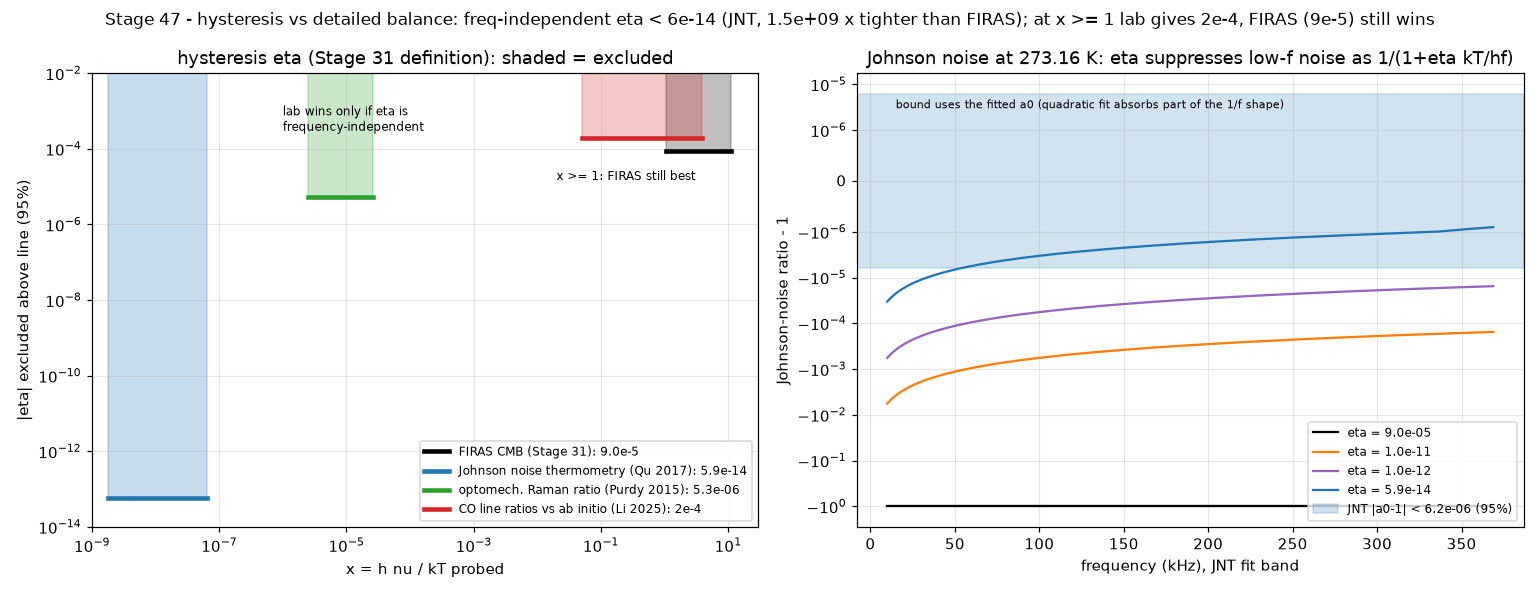 Stage 47 - hysteresis vs detailed balance: freq-independent eta < 6e-14 (JNT, 1.5e+09 x tighter than FIRAS); at x >= 1 lab gives 2e-4, FIRAS (9e-5) still wins
hysteresis eta (Stage 31 definition): shaded = excluded
|eta| excluded above line (95%)
10⁻²
10⁻⁴
10⁻⁶
10⁻⁸
10⁻¹⁰
10⁻¹²
10⁻¹⁴
lab wins only if eta is
frequency-independent
x >= 1: FIRAS still best
FIRAS CMB (Stage 31): 9.0e-5
Johnson noise thermometry (Qu 2017): 5.9e-14
optomech. Raman ratio (Purdy 2015): 5.3e-06
CO line ratios vs ab initio (Li 2025): 2e-4
10⁻⁹ 10⁻⁷ 10⁻⁵ 10⁻³ 10⁻¹ 10¹
x = h nu / kT probed
Johnson noise at 273.16 K: eta suppresses low-f noise as 1/(1+eta kT/hf)
Johnson-noise ratio - 1
10⁻⁵
10⁻⁶
0
−10⁻⁶
−10⁻⁵
−10⁻⁴
−10⁻³
−10⁻²
−10⁻¹
−10⁰
bound uses the fitted a0 (quadratic fit absorbs part of the 1/f shape)
eta = 9.0e-05
eta = 1.0e-11
eta = 1.0e-12
eta = 5.9e-14
JNT |a0-1| < 6.2e-06 (95%)
0 50 100 150 200 250 300 350
frequency (kHz), JNT fit band